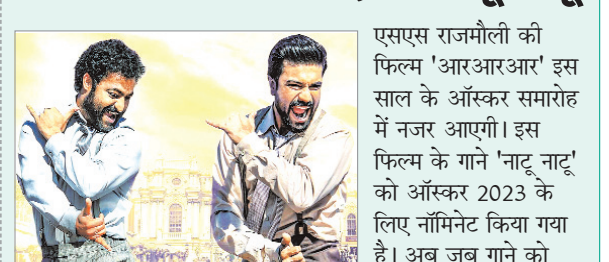 एसएस राजमौली की
फिल्म 'आरआरआर' इस
साल के ऑस्कर समारोह
में नजर आएगी। इस
फिल्म के गाने 'नाटू नाटू'
को ऑस्कर 2023 के
लिए नॉमिनेट किया गया
है। अब जब गाने को